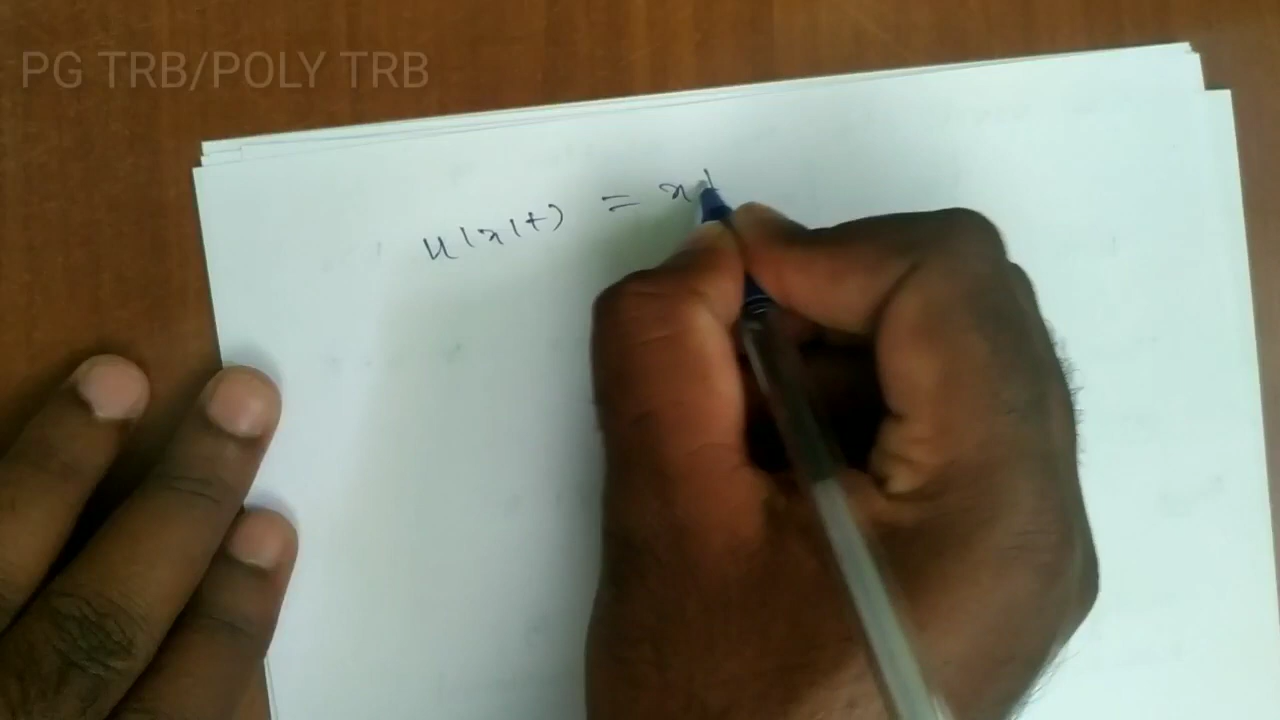 PG TRB/POLY TRB
u(x,t) = x